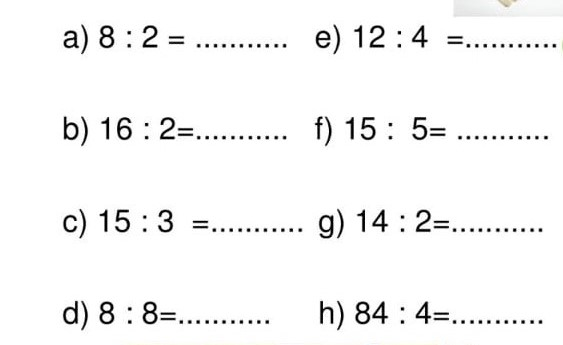 a) 8 : 2 = ........... e) 12 : 4 =...........
b) 16 : 2=........... f) 15 : 5= ...........
c) 15 : 3 =........... g) 14 : 2=...........
d) 8 : 8=........... h) 84 : 4=...........